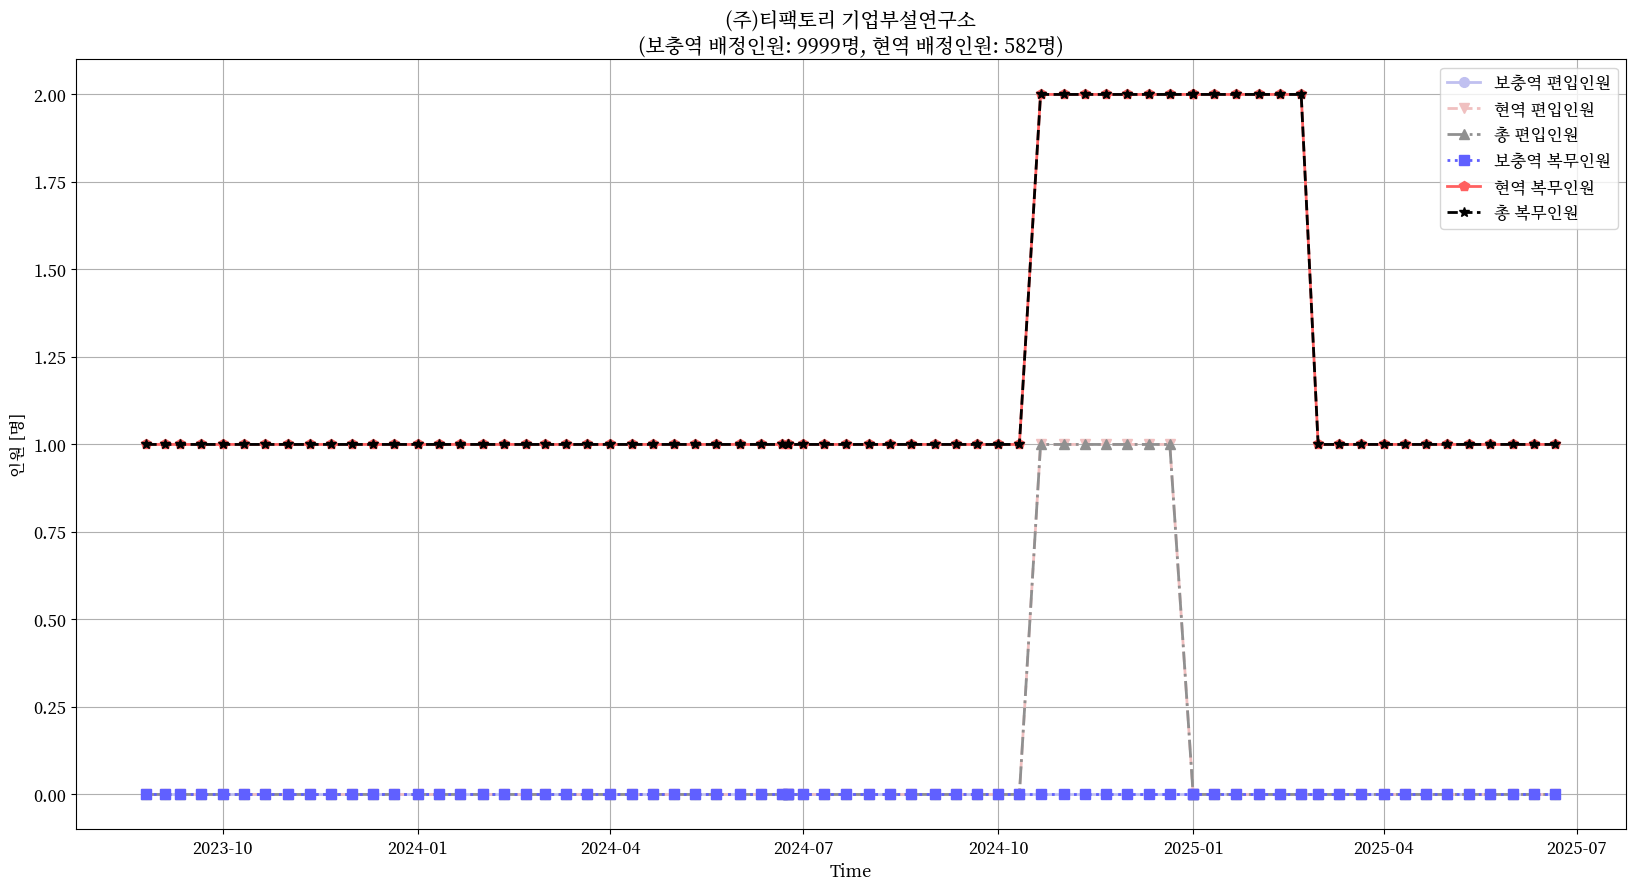 (주)티팩토리 기업부설연구소
(보충역 배정인원: 9999명, 현역 배정인원: 582명)
보충역 편입인원
현역 편입인원
총 편입인원
보충역 복무인원
현역 복무인원
총 복무인원
인원 [명]
2.00
1.75
1.50
1.25
1.00
0.75
0.50
0.25
0.00
2023-10 2024-01 2024-04 2024-07 2024-10 2025-01 2025-04 2025-07
Time